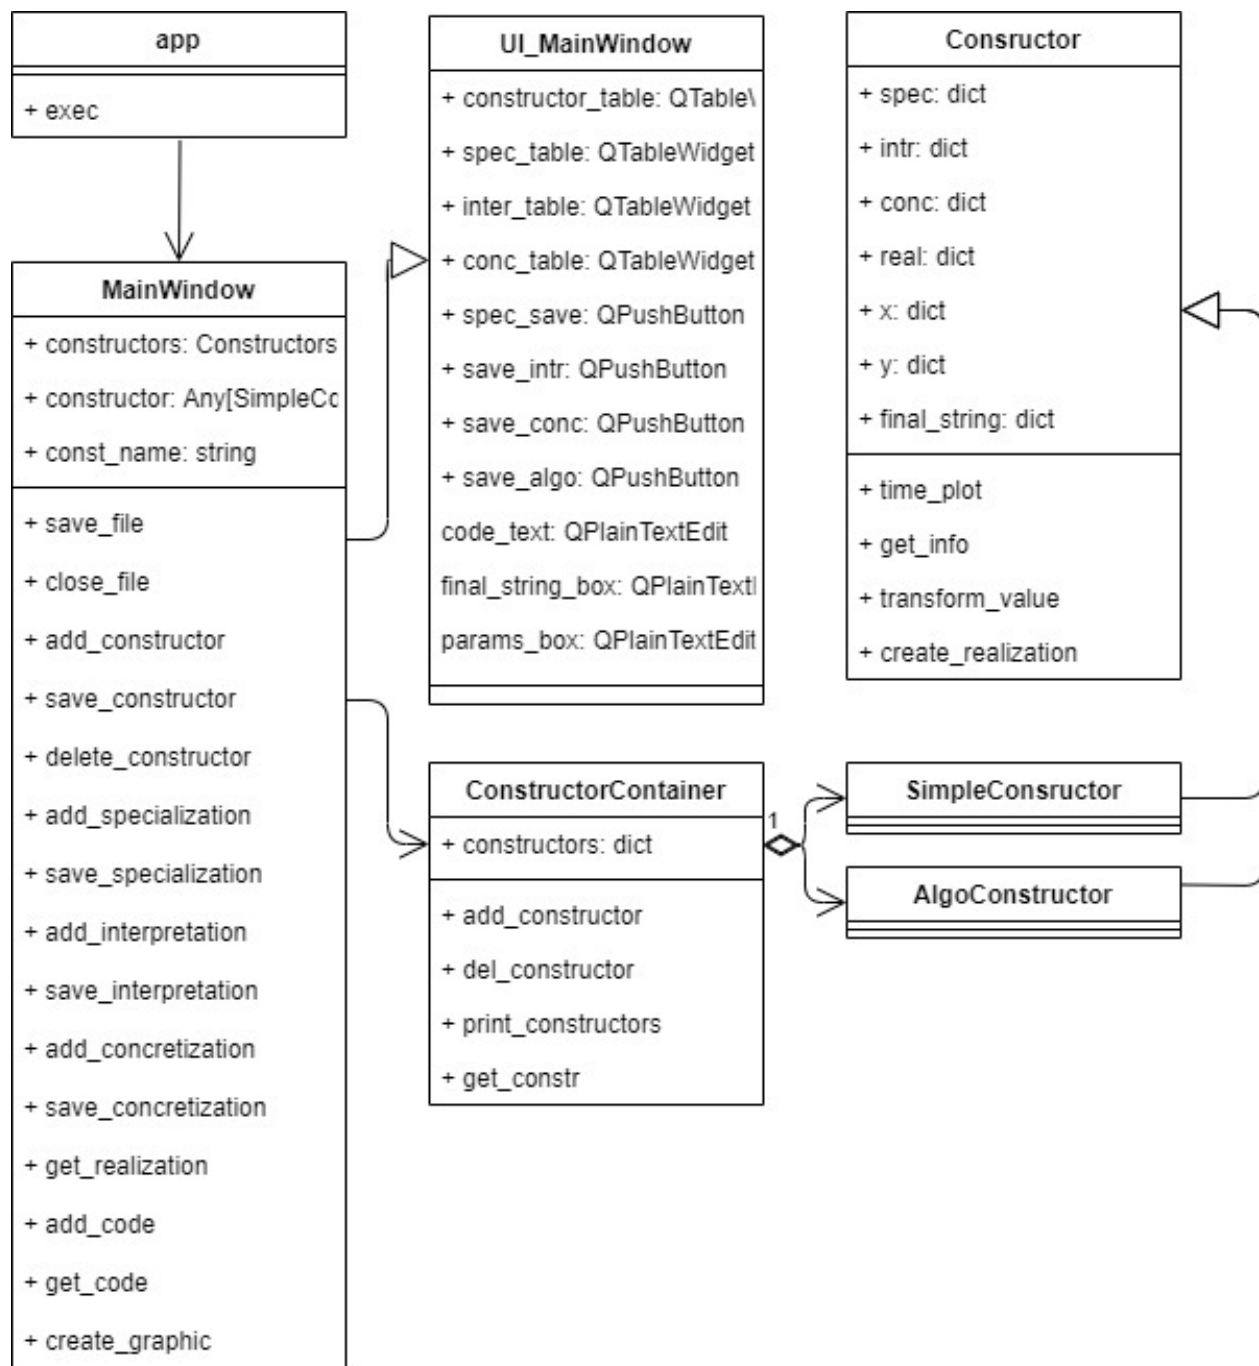 app
+ exec
MainWindow
+ constructors: Constructors
+ constructor: Any[SimpleCo
+ const_name: string
+ save_file
+ close_file
+ add_constructor
+ save_constructor
+ delete_constructor
+ add_specialization
+ save_specialization
+ add_interpretation
+ save_interpretation
+ add_concretization
+ save_concretization
+ get_realization
+ add_code
+ get_code
+ create_graphic
UI_MainWindow
+ constructor_table: QTable
+ spec_table: QTableWidget
+ inter_table: QTableWidget
+ conc_table: QTableWidget
+ spec_save: QPushButton
+ save_intr: QPushButton
+ save_conc: QPushButton
+ save_algo: QPushButton
code_text: QPlainTextEdit
final_string_box: QPlainText
params_box: QPlainTextEdit
ConstructorContainer
+ constructors: dict
+ add_constructor
+ del_constructor
+ print_constructors
+ get_constr
1
Consructor
+ spec: dict
+ intr: dict
+ conc: dict
+ real: dict
+ x: dict
+ y: dict
+ final_string: dict
+ time_plot
+ get_info
+ transform_value
+ create_realization
SimpleConsructor
AlgoConstructor